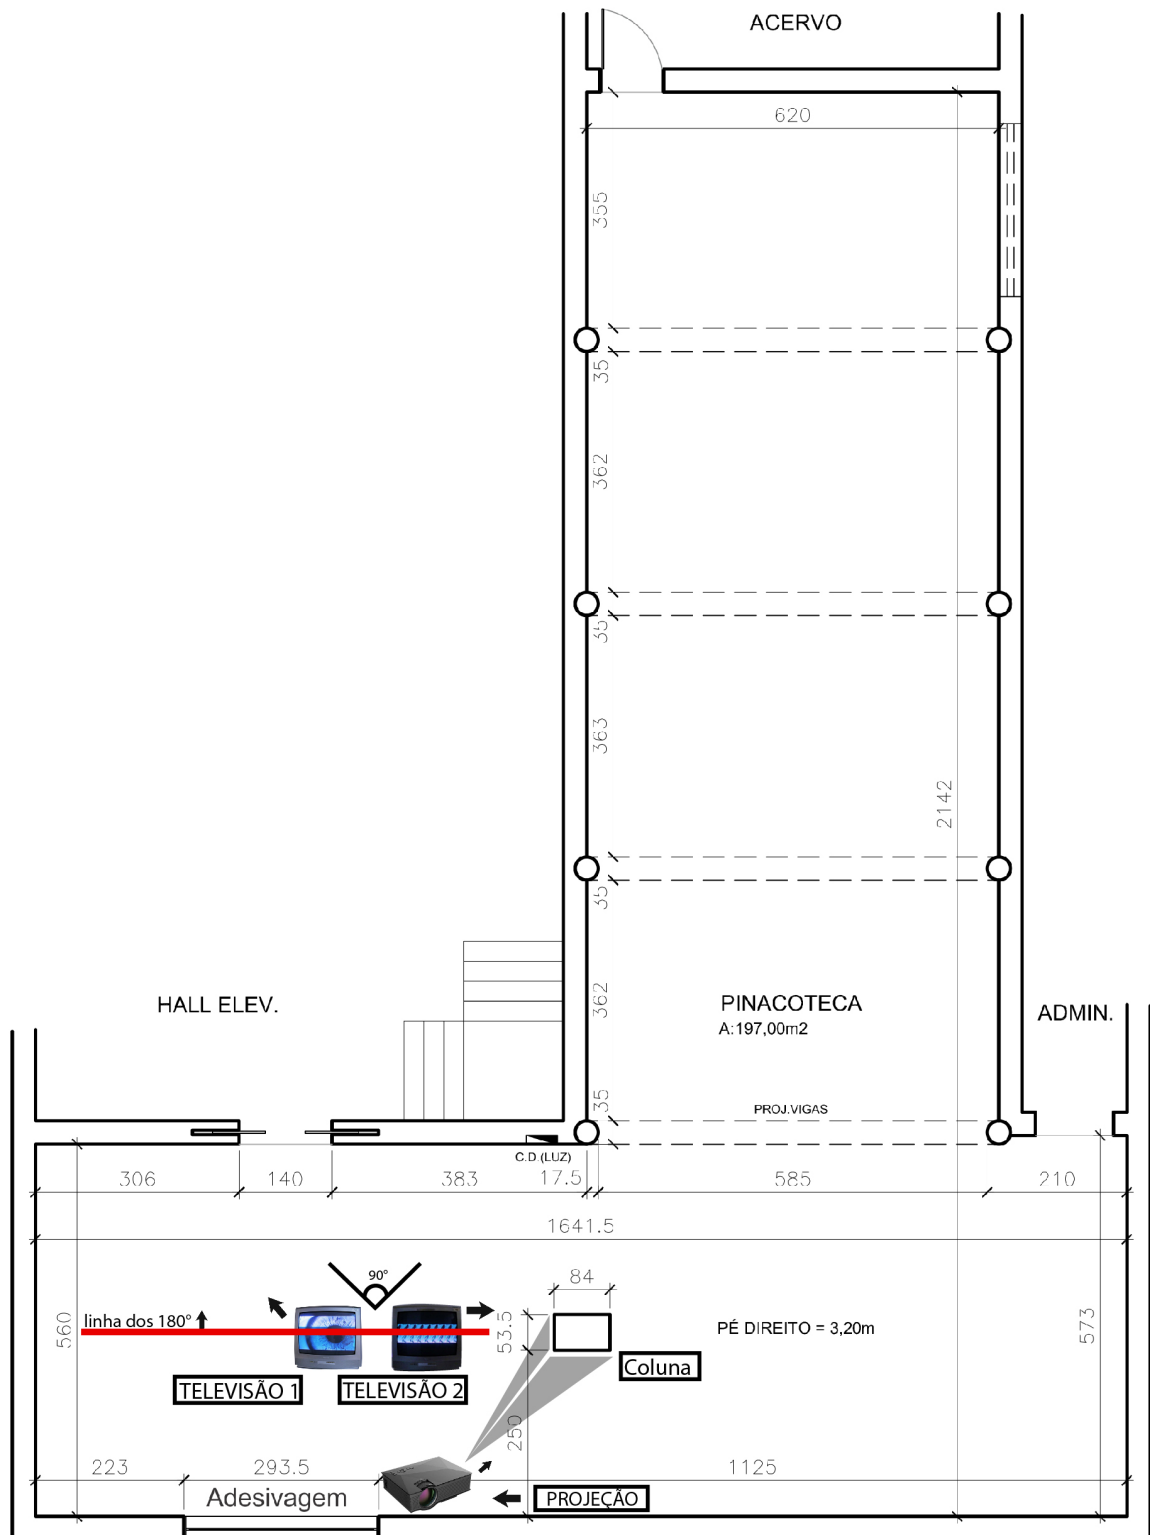 ACERVO
620
355
35
362
35
363
2142
35
HALL ELEV.
362
PINACOTECA
A:197,00m2
ADMIN.
35
PROJ.VIGAS
C.D.(LUZ)
306
140
383
17.5
585
210
1641.5
90°
84
linha dos 180°
560
53.5
PÉ DIREITO = 3,20m
573
Coluna
TELEVISÃO 1
TELEVISÃO 2
250
223
293.5
1125
Adesivagem
PROJEÇÃO